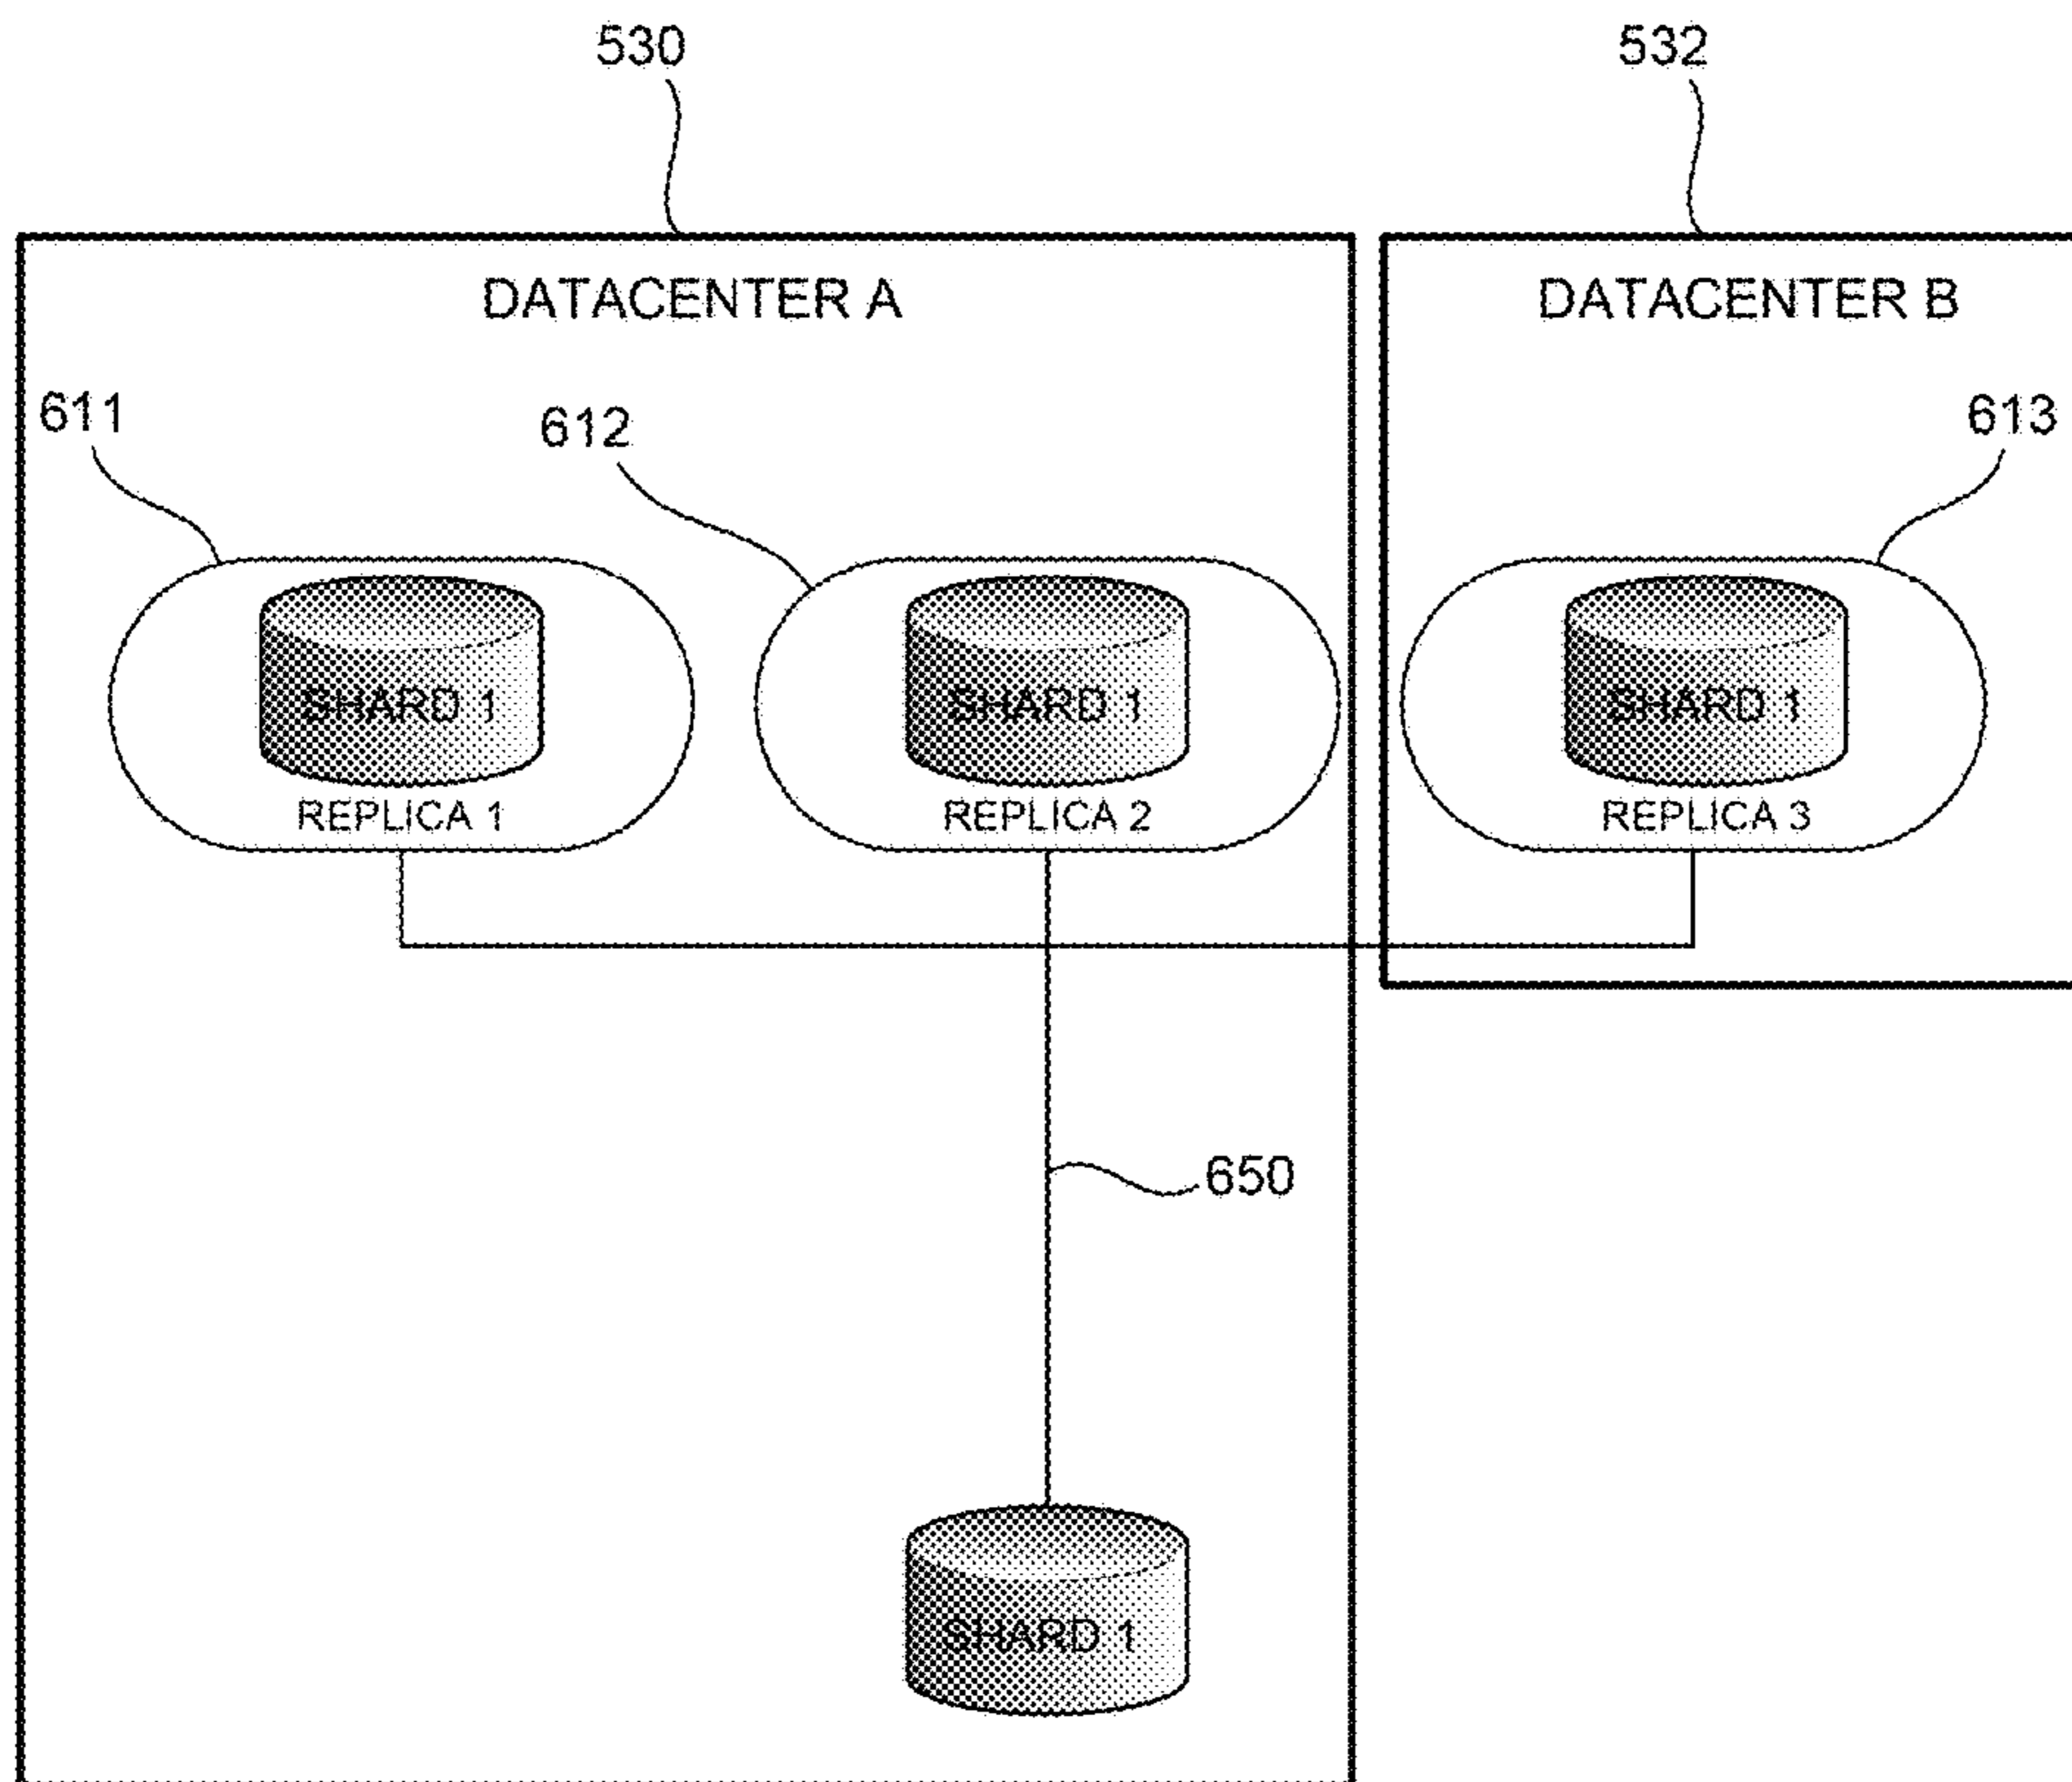 530
532
DATACENTER A
DATACENTER B
611
612
613
SHARD 1
SHARD 1
SHARD 1
REPLICA 1
REPLICA 2
REPLICA 3
650
SHARD 1